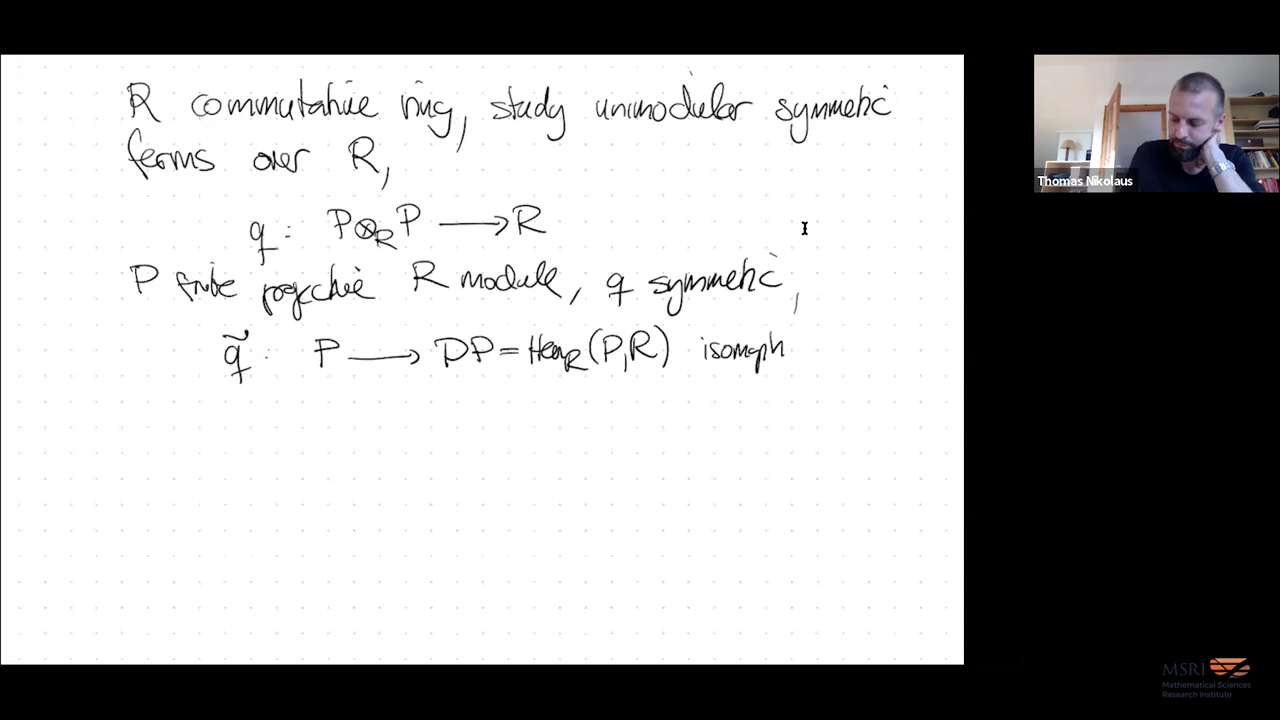 R commutative ring, study unimodular symmetric
forms over R,
q : P⊗_R P ⟶ R
P finite projective R module, q symmetric,
q̃ : P ⟶ DP = Hom_R(P,R) isomorph
Thomas Nikolaus
MSRI
Mathematical Sciences
Research Institute